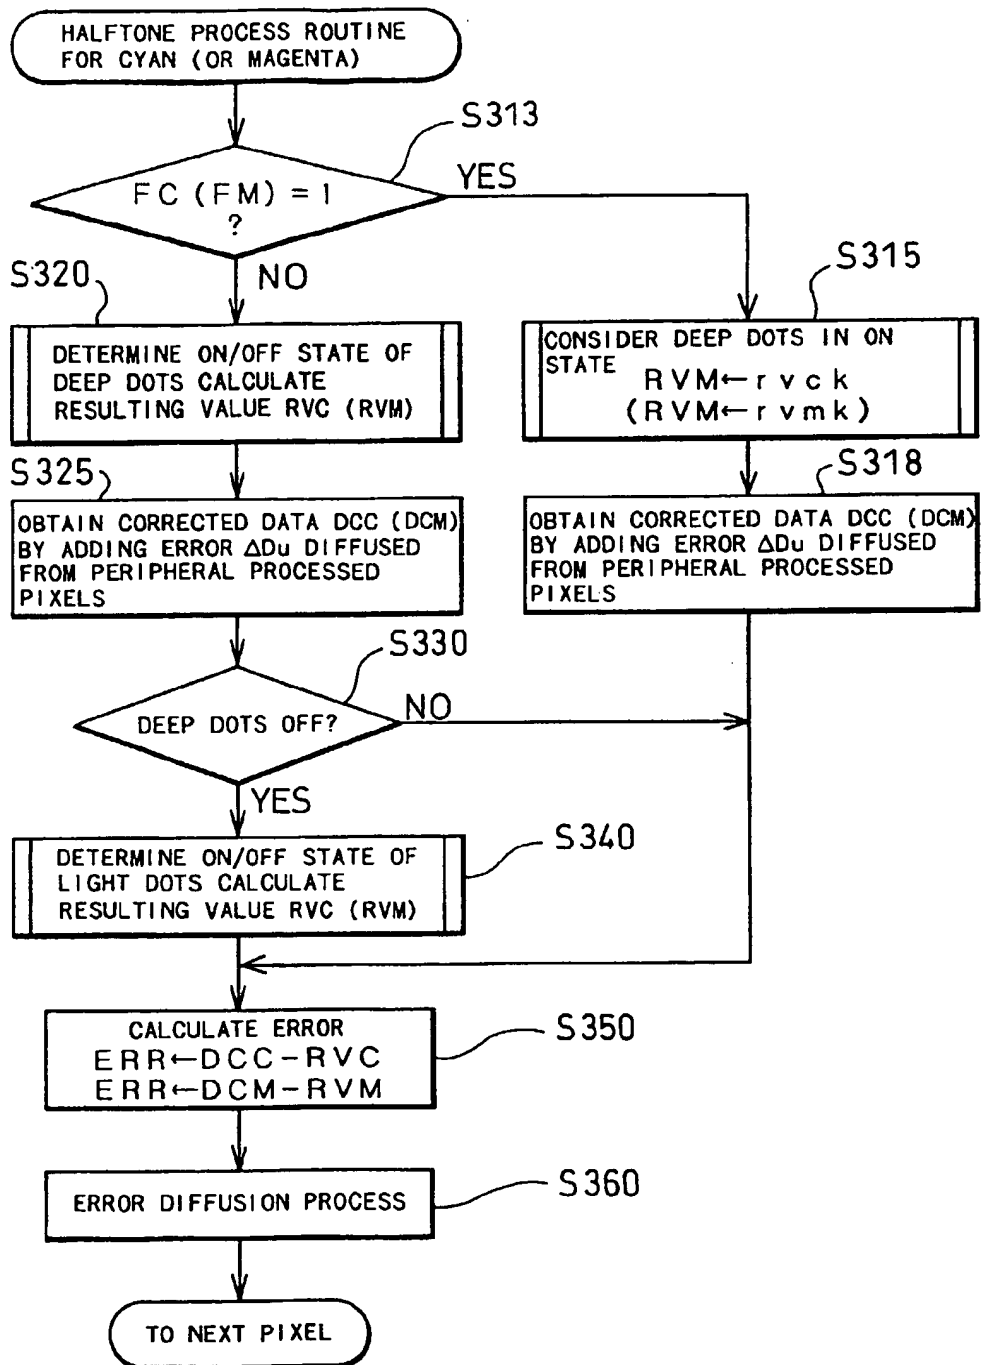 HALFTONE PROCESS ROUTINE
FOR CYAN (OR MAGENTA)
S313
FC (FM) = 1
?
YES
NO
S320
DETERMINE ON/OFF STATE OF
DEEP DOTS CALCULATE
RESULTING VALUE RVC (RVM)
S315
CONSIDER DEEP DOTS IN ON
STATE
RVM←rvck
(RVM←rvmk)
S325
OBTAIN CORRECTED DATA DCC (DCM)
BY ADDING ERROR ΔDu DIFFUSED
FROM PERIPHERAL PROCESSED
PIXELS
S318
OBTAIN CORRECTED DATA DCC (DCM)
BY ADDING ERROR ΔDu DIFFUSED
FROM PERIPHERAL PROCESSED
PIXELS
S330
DEEP DOTS OFF?
NO
YES
S340
DETERMINE ON/OFF STATE OF
LIGHT DOTS CALCULATE
RESULTING VALUE RVC (RVM)
S350
CALCULATE ERROR
ERR←DCC-RVC
ERR←DCM-RVM
S360
ERROR DIFFUSION PROCESS
TO NEXT PIXEL